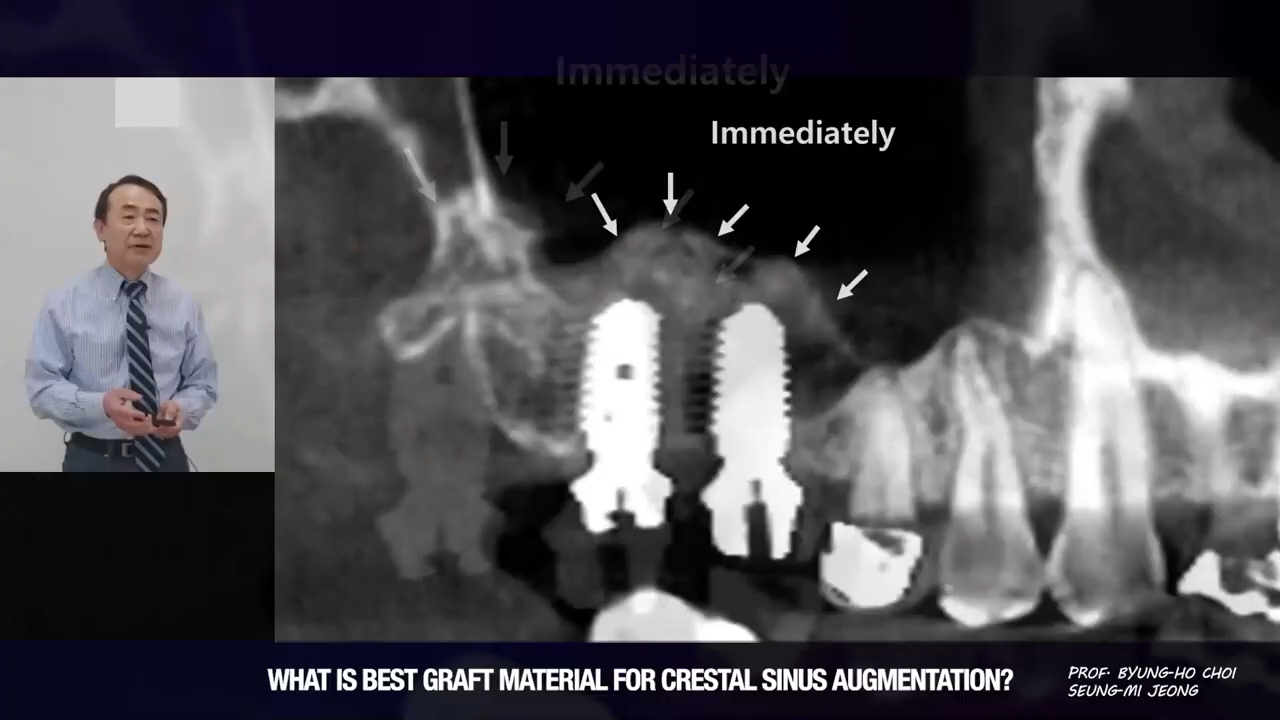 Immediately
Immediately
WHAT IS BEST GRAFT MATERIAL FOR CRESTAL SINUS AUGMENTATION?
PROF. BYUNG-HO CHOI
SEUNG-MI JEONG